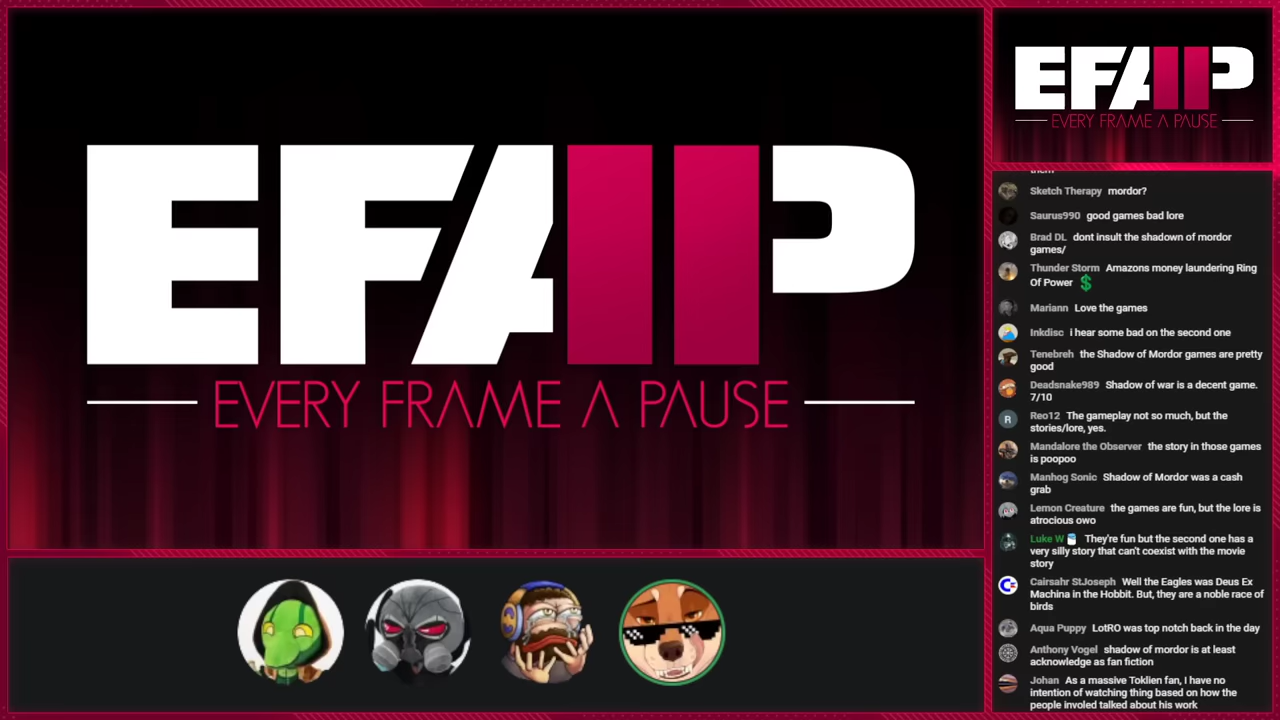 EFAP
EVERY FRAME A PAUSE
EFAP
EVERY FRAME A PAUSE
them
Sketch Therapy mordor?
Saurus990 good games bad lore
Brad DL dont insult the shadown of mordor
games/
Thunder Storm Amazons money laundering Ring
Of Power
Mariann Love the games
Inkdisc i hear some bad on the second one
Tenebreh the Shadow of Mordor games are pretty
good
Deadsnake989 Shadow of war is a decent game.
7/10
R Reo12 The gameplay not so much, but the
stories/lore, yes.
Mandalore the Observer the story in those games
is poopoo
Manhog Sonic Shadow of Mordor was a cash
grab
Lemon Creature the games are fun, but the lore is
atrocious owo
Luke W They're fun but the second one has a
very silly story that can't coexist with the movie
story
Cairsahr StJoseph Well the Eagles was Deus Ex
Machina in the Hobbit. But, they are a noble race of
birds
Aqua Puppy LotRO was top notch back in the day
Anthony Vogel shadow of mordor is at least
acknowledge as fan fiction
Johan As a massive Toklien fan, I have no
intention of watching thing based on how the
people involed talked about his work